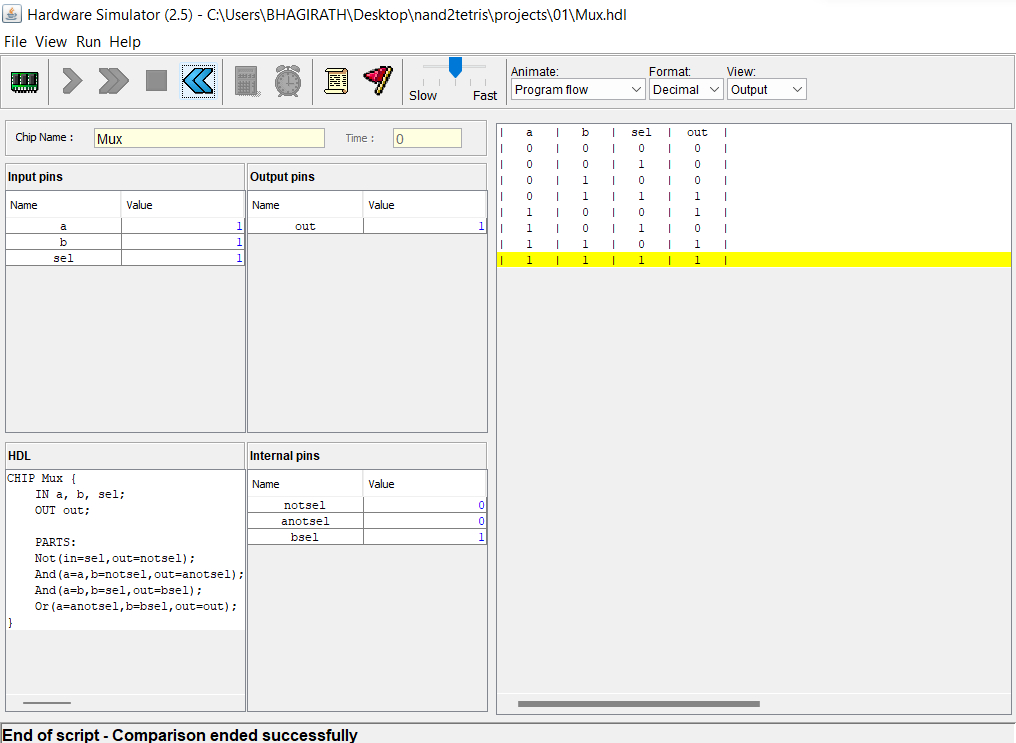 Hardware Simulator (2.5) - C:\Users\BHAGIRATH\Desktop\nand2tetris\projects\01\Mux.hdl
File View Run Help
Slow Fast
Animate: Format: View:
Program flow Decimal Output
Chip Name : Mux Time : 0
Input pins
Name Value
a 1
b 1
sel 1
Output pins
Name Value
out 1
HDL
CHIP Mux {
IN a, b, sel;
OUT out;
PARTS:
Not(in=sel,out=notsel);
And(a=a,b=notsel,out=anotsel);
And(a=b,b=sel,out=bsel);
Or(a=anotsel,b=bsel,out=out);
}
Internal pins
Name Value
notsel 0
anotsel 0
bsel 1
| a | b | sel | out |
| 0 | 0 | 0 | 0 |
| 0 | 0 | 1 | 0 |
| 0 | 1 | 0 | 0 |
| 0 | 1 | 1 | 1 |
| 1 | 0 | 0 | 1 |
| 1 | 0 | 1 | 0 |
| 1 | 1 | 0 | 1 |
| 1 | 1 | 1 | 1 |
End of script - Comparison ended successfully